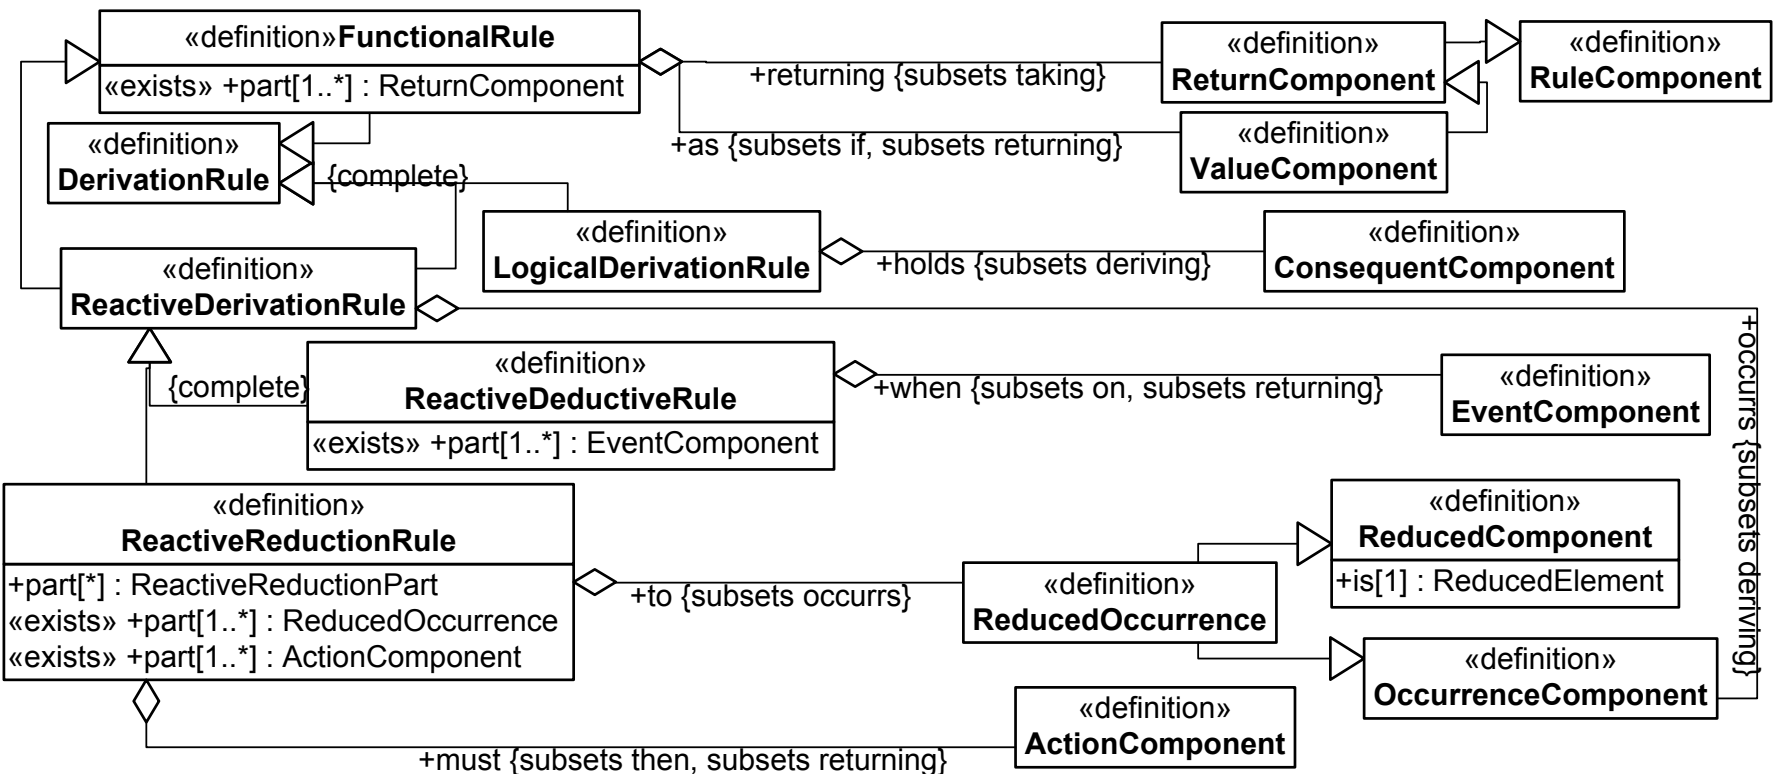 «definition»FunctionalRule
«exists» +part[1..*] : ReturnComponent
+returning {subsets taking}
«definition»
ReturnComponent
«definition»
RuleComponent
+as {subsets if, subsets returning}
«definition»
ValueComponent
«definition»
DerivationRule
{complete}
«definition»
LogicalDerivationRule
+holds {subsets deriving}
«definition»
ConsequentComponent
«definition»
ReactiveDerivationRule
+occurrs {subsets deriving}
{complete}
«definition»
ReactiveDeductiveRule
«exists» +part[1..*] : EventComponent
+when {subsets on, subsets returning}
«definition»
EventComponent
«definition»
ReactiveReductionRule
+part[*] : ReactiveReductionPart
«exists» +part[1..*] : ReducedOccurrence
«exists» +part[1..*] : ActionComponent
+to {subsets occurrs}
«definition»
ReducedOccurrence
«definition»
ReducedComponent
+is[1] : ReducedElement
«definition»
OccurrenceComponent
+must {subsets then, subsets returning}
«definition»
ActionComponent